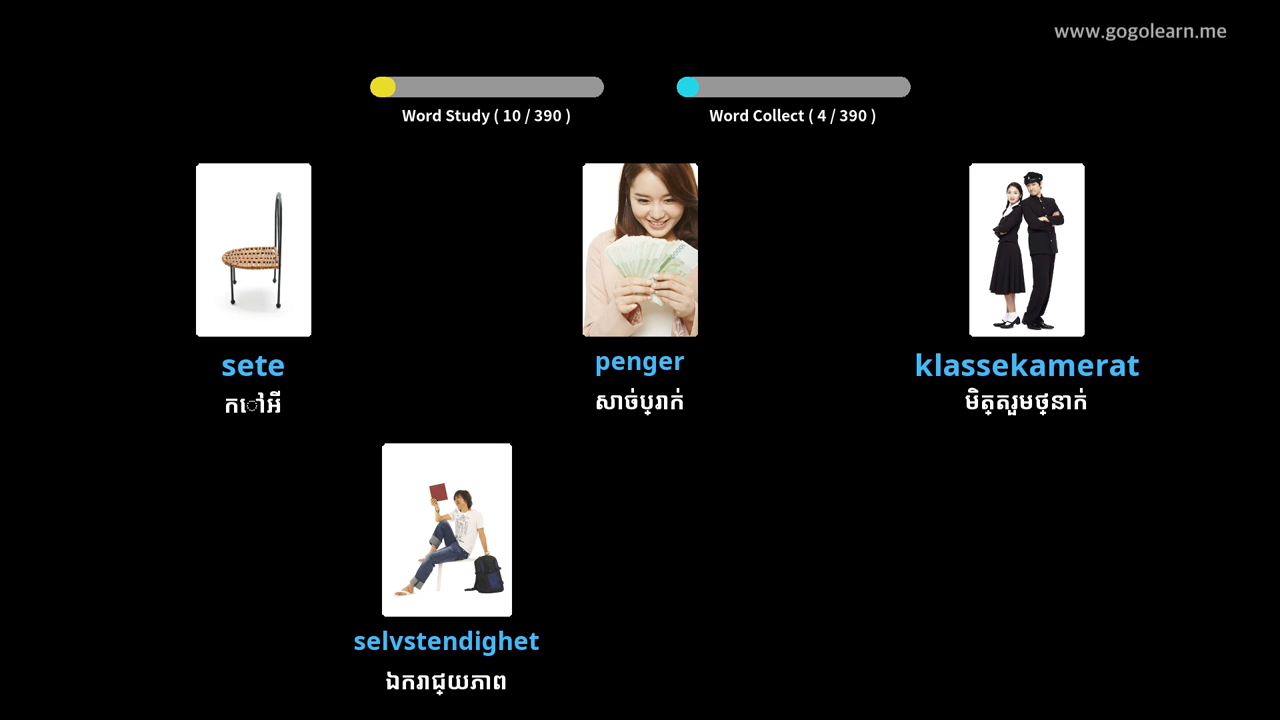 www.gogolearn.me
Word Study ( 10 / 390 )
Word Collect ( 4 / 390 )
sete
penger
klassekamerat
កៅអី
សាច់ប្រាក់
មិត្តរួមថ្នាក់
selvstendighet
ឯករាជ្យភាព